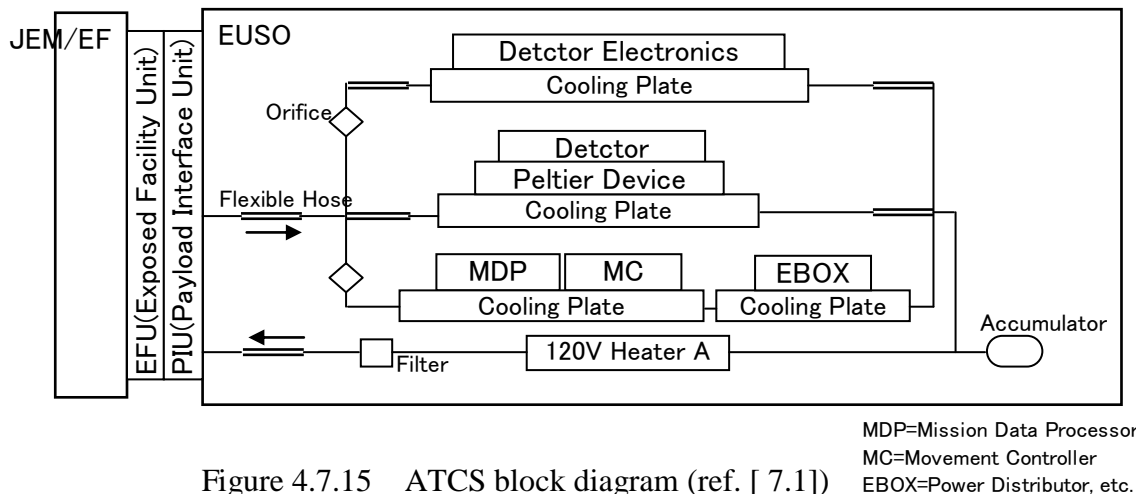 JEM/EF
EFU(Exposed Facility Unit)
PIU(Payload Interface Unit)
EUSO
Detctor Electronics
Cooling Plate
Orifice
Detctor
Peltier Device
Cooling Plate
Flexible Hose
MDP
MC
EBOX
Cooling Plate
Cooling Plate
Accumulator
120V Heater A
Filter
MDP=Mission Data Processor
MC=Movement Controller
EBOX=Power Distributor, etc.
Figure 4.7.15 ATCS block diagram (ref. [ 7.1])